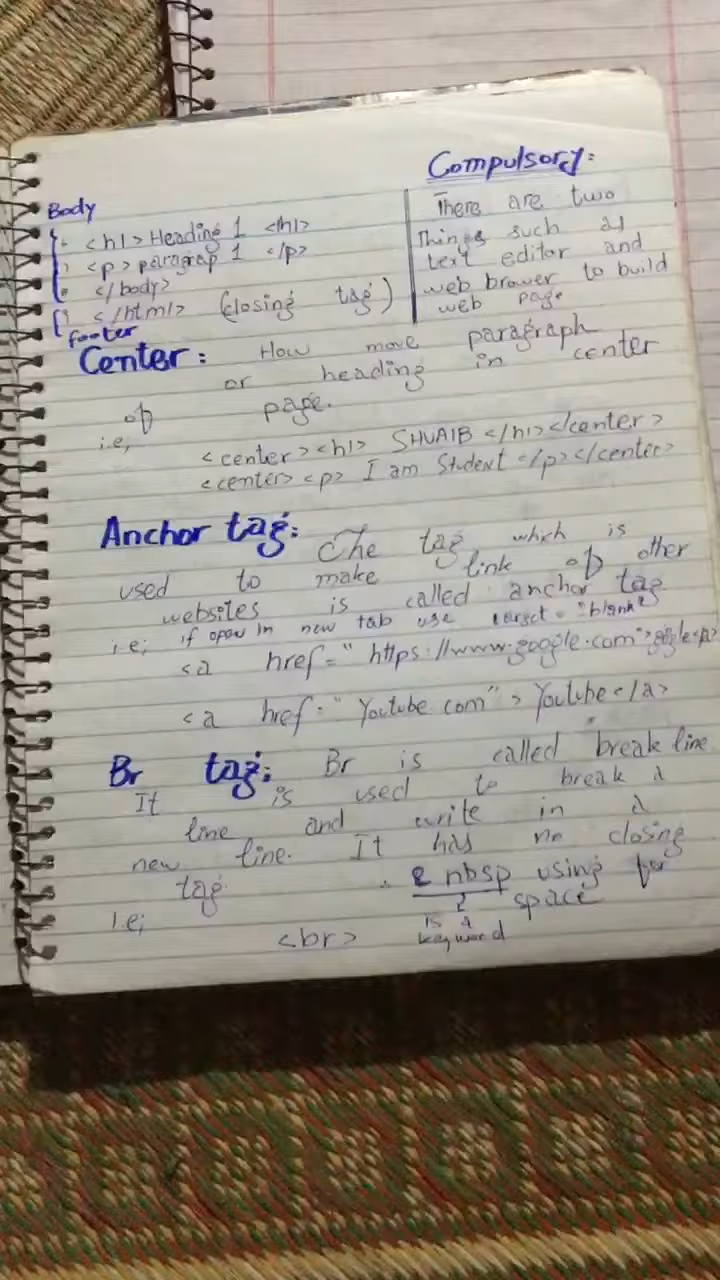 Compulsory:
There are two
Things such as
text editor and
web brower to build
web page
Body
<h1> Heading 1 </h1>
<p> paragrap 1 </p>
</body>
</html> (closing tag)
footer
Center: How move paragraph
or heading in center
of page.
i.e;
<center><h1> SHUAIB </h1></center>
<center><p> I am Student </p></center>
Anchor tag: The tag which is
used to make link of other
websites is called anchor tag
i.e; if open in new tab use target="blank"
<a href="https://www.google.com">
<a href="Youtube com"> Youtube</a>
Br tag: Br is called break line
It is used to break a
line and write in a
new line. It has no closing
tag
& nbsp using for
space
is a
keyword
i.e;
<br>